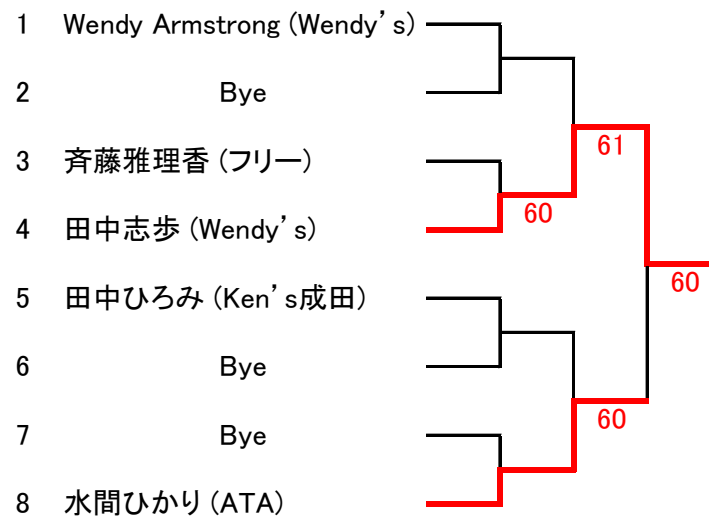 1 Wendy Armstrong (Wendy's)
2 Bye
3 斉藤雅理香 (フリー)
4 田中志歩 (Wendy's)
5 田中ひろみ (Ken's成田)
6 Bye
7 Bye
8 水間ひかり (ATA)
61
60
60
60